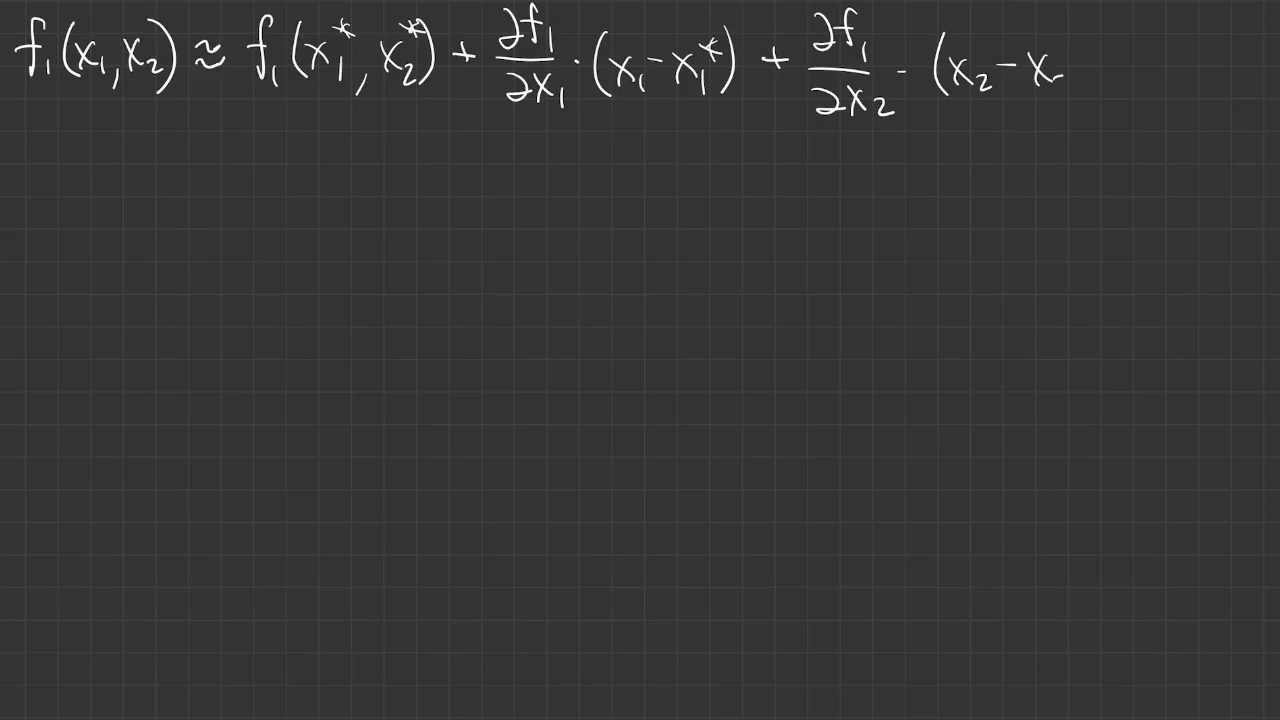 f₁(x₁,x₂) ≈ f₁(x₁*, x₂*) + ∂f₁/∂x₁ · (x₁ - x₁*) + ∂f₁/∂x₂ · (x₂ - x